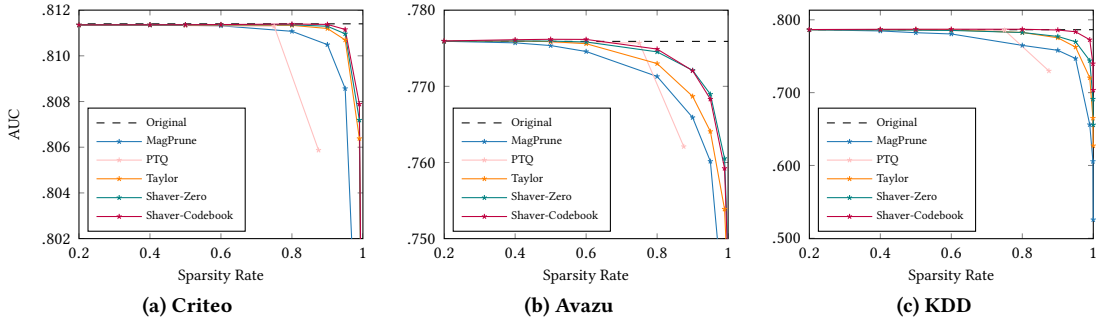 .812
.810
.808
.806
.804
.802
AUC
Original
MagPrune
PTQ
Taylor
Shaver-Zero
Shaver-Codebook
0.2 0.4 0.6 0.8 1
Sparsity Rate
(a) Criteo
.780
.770
.760
.750
Original
MagPrune
PTQ
Taylor
Shaver-Zero
Shaver-Codebook
0.2 0.4 0.6 0.8 1
Sparsity Rate
(b) Avazu
.800
.700
.600
.500
Original
MagPrune
PTQ
Taylor
Shaver-Zero
Shaver-Codebook
0.2 0.4 0.6 0.8 1
Sparsity Rate
(c) KDD